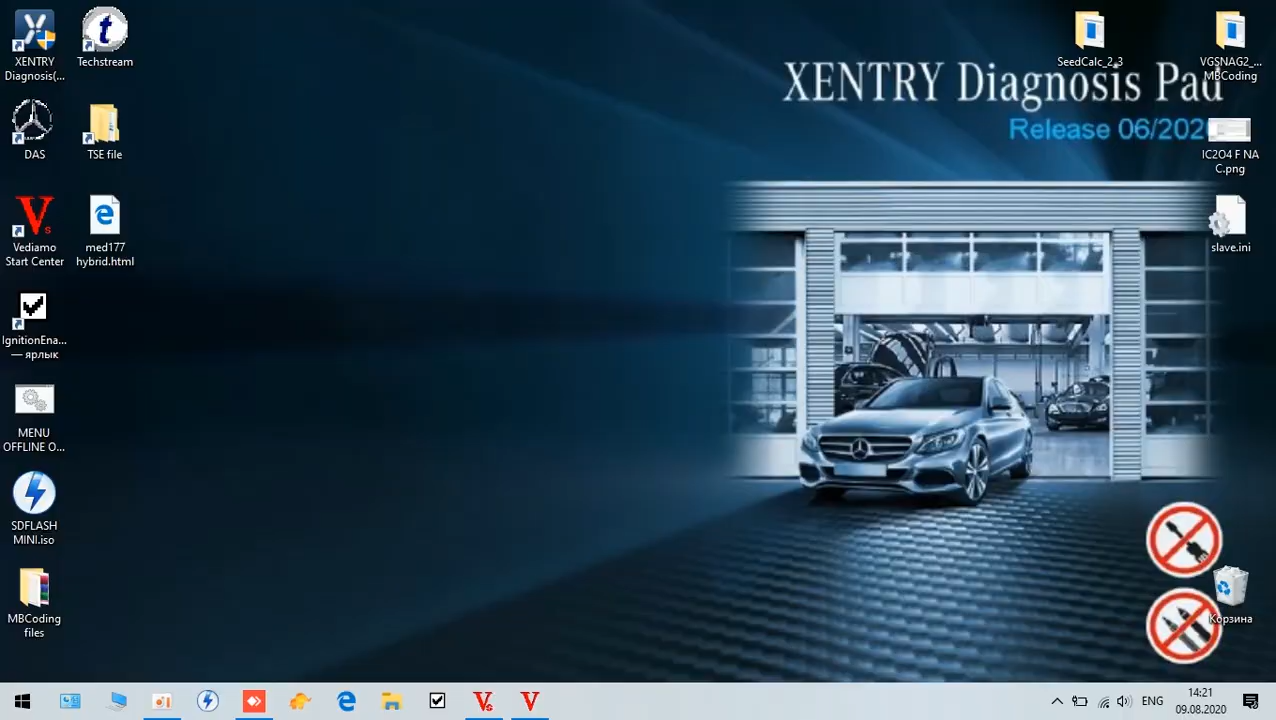 XENTRY
Diagnosis(...
Techstream
DAS
TSE file
Vediamo
Start Center
med177
hybrid.html
IgnitionEna...
— ярлык
MENU
OFFLINE O...
SDFLASH
MINI.iso
MBCoding
files
SeedCalc_2_3
VGSNAG2_...
MBCoding
XENTRY Diagnosis Pad
Release 06/202
IC2O4 F NA
C.png
slave.ini
Корзина
ENG
14:21
09.08.2020